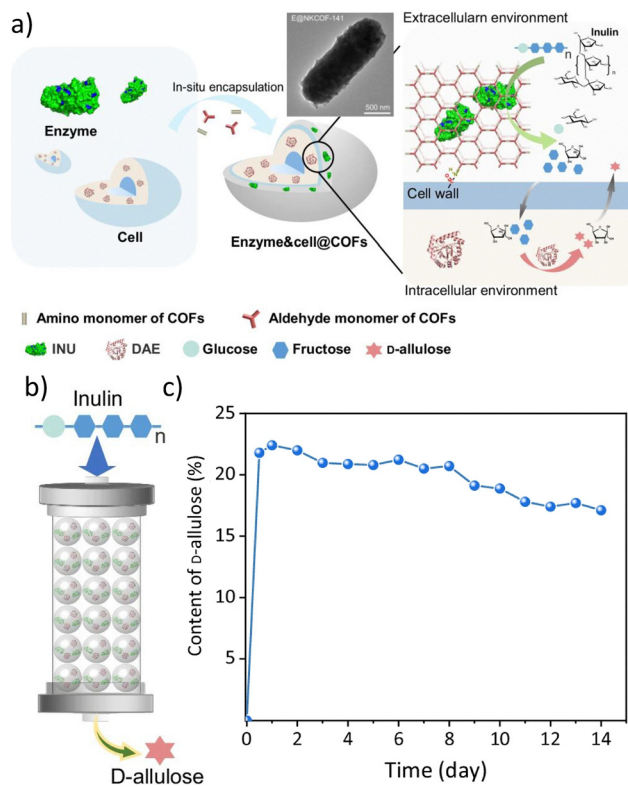 a)
E@NKCOF-141
500 nm
Enzyme
Cell
In-situ encapsulation
Enzyme&cell@COFs
Extracellularn environment
Inulin
n
n
Cell wall
Intracellular environment
Amino monomer of COFs
Aldehyde monomer of COFs
INU
DAE
Glucose
Fructose
D-allulose
b)
Inulin
n
D-allulose
c)
Content of D-allulose (%)
25
20
15
10
5
0
0 2 4 6 8 10 12 14
Time (day)